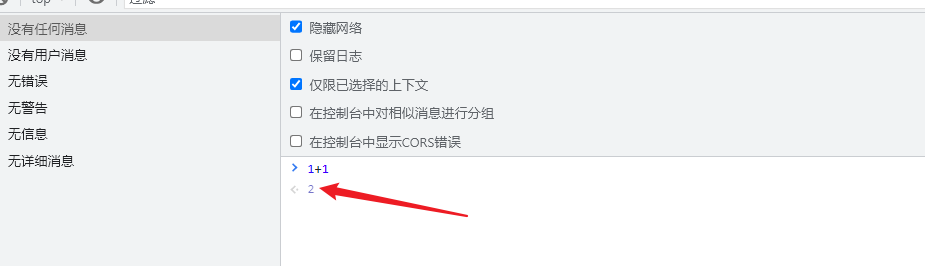 top
过滤
没有任何消息
没有用户消息
无错误
无警告
无信息
无详细消息
隐藏网络
保留日志
仅限已选择的上下文
在控制台中对相似消息进行分组
在控制台中显示CORS错误
1+1
2